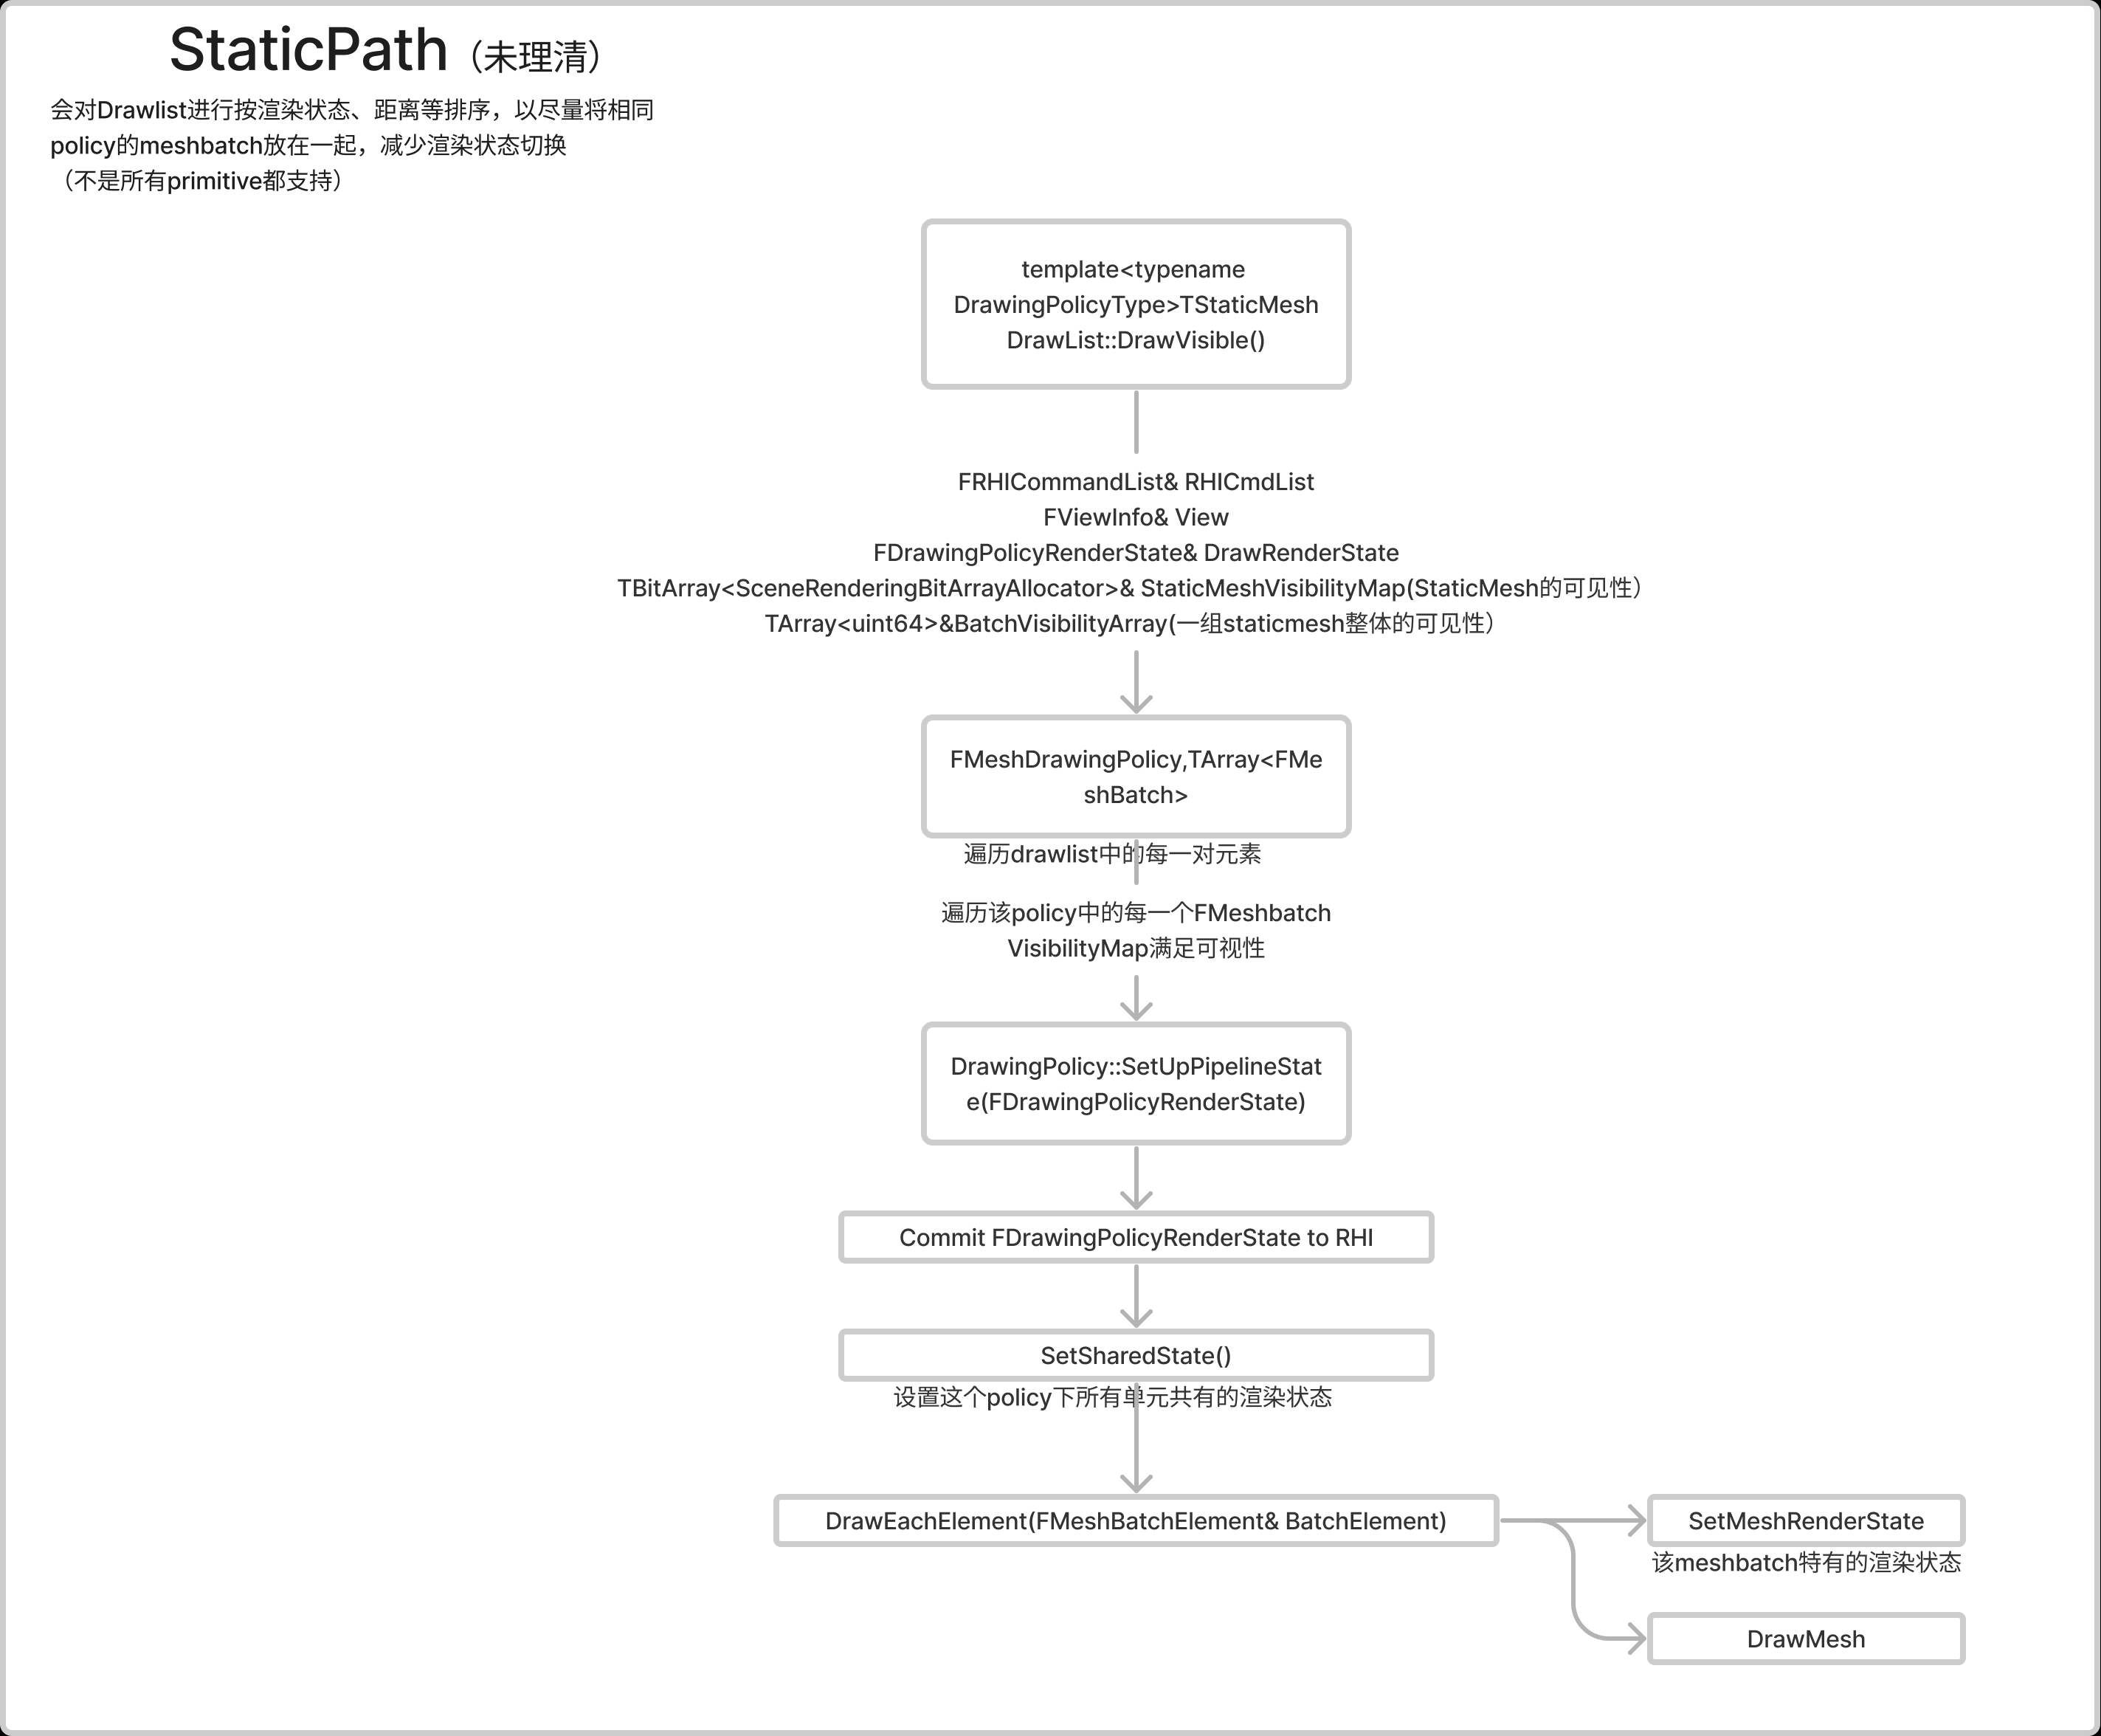 StaticPath（未理清）
会对Drawlist进行按渲染状态、距离等排序，以尽量将相同
policy的meshbatch放在一起，减少渲染状态切换
（不是所有primitive都支持）
template<typename
DrawingPolicyType>TStaticMesh
DrawList::DrawVisible()
FRHICommandList& RHICmdList
FViewInfo& View
FDrawingPolicyRenderState& DrawRenderState
TBitArray<SceneRenderingBitArrayAllocator>& StaticMeshVisibilityMap(StaticMesh的可见性）
TArray<uint64>&BatchVisibilityArray(一组staticmesh整体的可见性）
FMeshDrawingPolicy,TArray<FMe
shBatch>
遍历drawlist中的每一对元素
遍历该policy中的每一个FMeshbatch
VisibilityMap满足可视性
DrawingPolicy::SetUpPipelineStat
e(FDrawingPolicyRenderState)
Commit FDrawingPolicyRenderState to RHI
SetSharedState()
设置这个policy下所有单元共有的渲染状态
DrawEachElement(FMeshBatchElement& BatchElement)
SetMeshRenderState
该meshbatch特有的渲染状态
DrawMesh